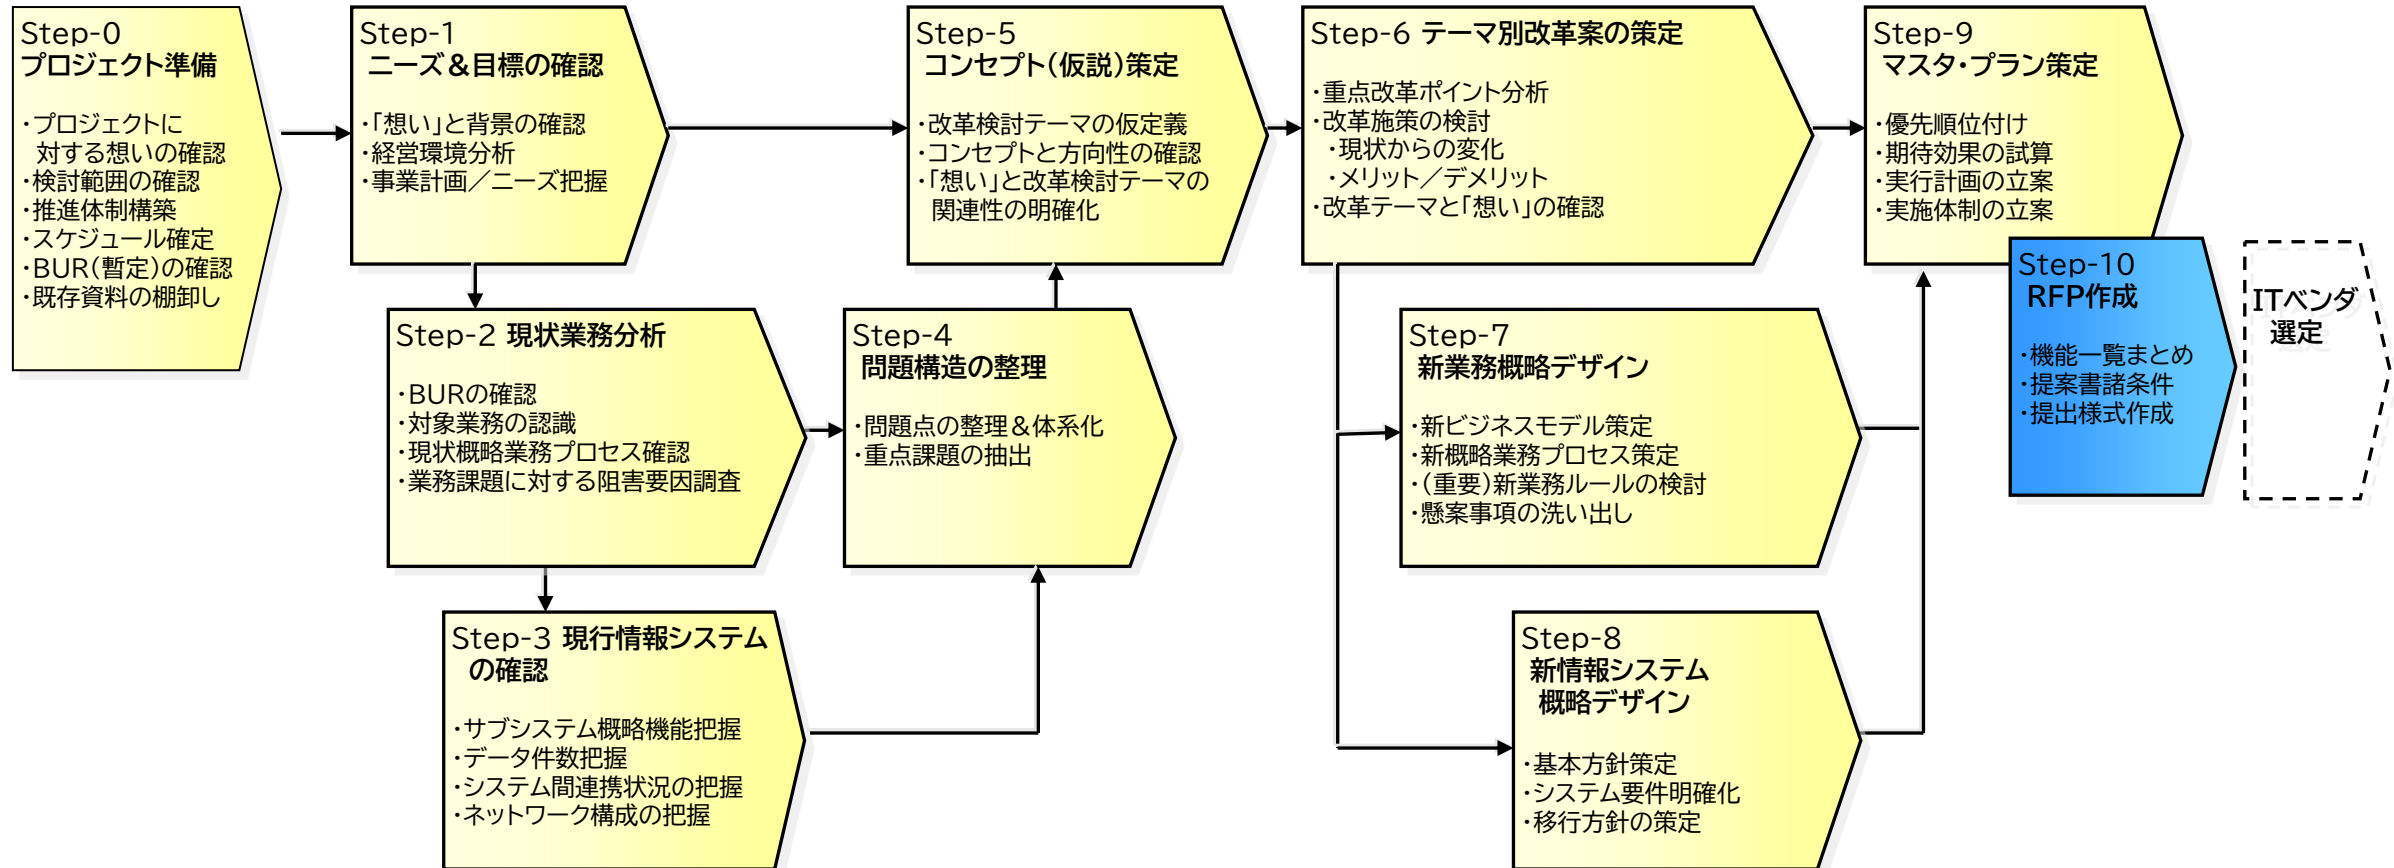 Step-0
プロジェクト準備
・プロジェクトに
対する想いの確認
・検討範囲の確認
・推進体制構築
・スケジュール確定
・BUR(暫定)の確認
・既存資料の棚卸し
Step-1
ニーズ&目標の確認
・「想い」と背景の確認
・経営環境分析
・事業計画／ニーズ把握
Step-2 現状業務分析
・BURの確認
・対象業務の認識
・現状概略業務プロセス確認
・業務課題に対する阻害要因調査
Step-3 現行情報システム
の確認
・サブシステム概略機能把握
・データ件数把握
・システム間連携状況の把握
・ネットワーク構成の把握
Step-4
問題構造の整理
・問題点の整理&体系化
・重点課題の抽出
Step-5
コンセプト(仮説)策定
・改革検討テーマの仮定義
・コンセプトと方向性の確認
・「想い」と改革検討テーマの
関連性の明確化
Step-6 テーマ別改革案の策定
・重点改革ポイント分析
・改革施策の検討
・現状からの変化
・メリット／デメリット
・改革テーマと「想い」の確認
Step-7
新業務概略デザイン
・新ビジネスモデル策定
・新概略業務プロセス策定
・(重要)新業務ルールの検討
・懸案事項の洗い出し
Step-8
新情報システム
概略デザイン
・基本方針策定
・システム要件明確化
・移行方針の策定
Step-9
マスタ・プラン策定
・優先順位付け
・期待効果の試算
・実行計画の立案
・実施体制の立案
Step-10
RFP作成
・機能一覧まとめ
・提案書諸条件
・提出様式作成
ITベンダ
選定